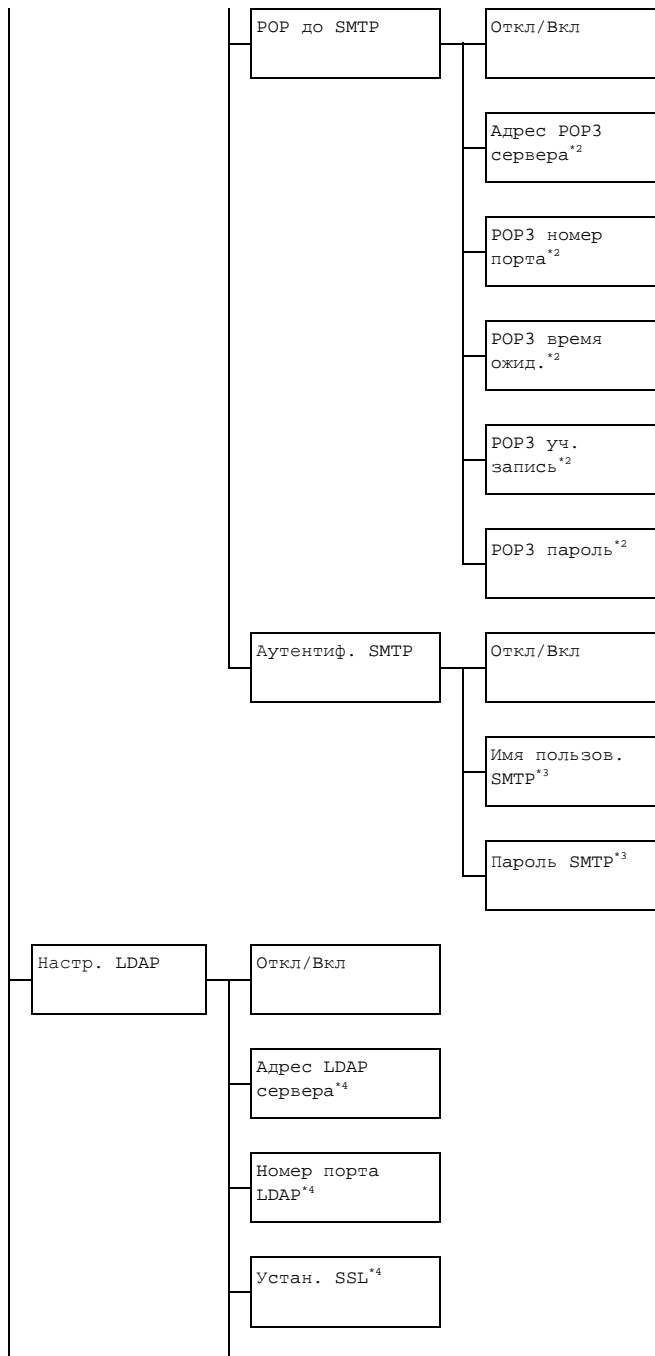 POP до SMTP
Откл/Вкл
Адрес POP3
сервера*2
POP3 номер
порта*2
POP3 время
ожид.*2
POP3 уч.
запись*2
POP3 пароль*2
Аутентиф. SMTP
Откл/Вкл
Имя пользов.
SMTP*3
Пароль SMTP*3
Настр. LDAP
Откл/Вкл
Адрес LDAP
сервера*4
Номер порта
LDAP*4
Устан. SSL*4